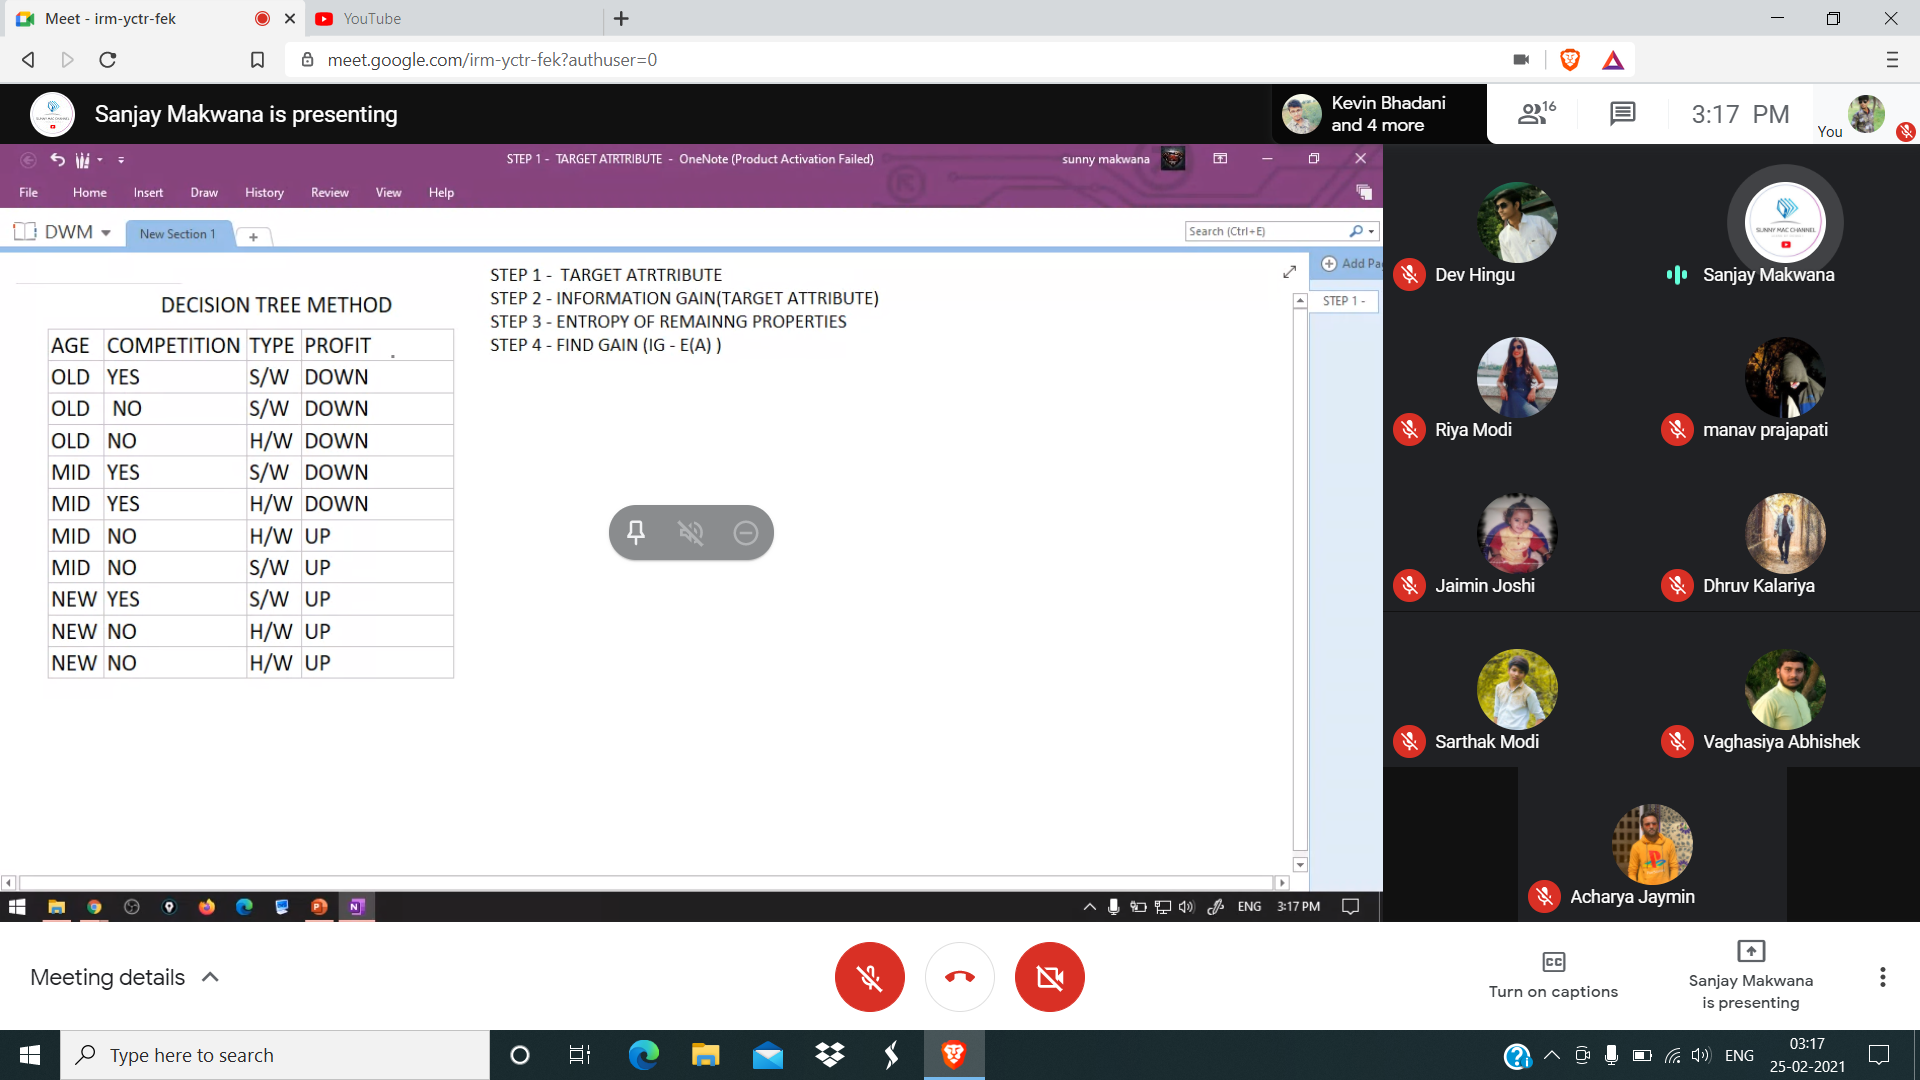 Meet - irm-yctr-fek
YouTube
meet.google.com/irm-yctr-fek?authuser=0
Sanjay Makwana is presenting
Kevin Bhadani
and 4 more
16
3:17 PM
You
STEP 1 - TARGET ATRTRIBUTE - OneNote (Product Activation Failed)
sunny makwana
File Home Insert Draw History Review View Help
DWM
New Section 1
Search (Ctrl+E)
Add Pa
STEP 1 -
STEP 1 - TARGET ATRTRIBUTE
STEP 2 - INFORMATION GAIN(TARGET ATTRIBUTE)
STEP 3 - ENTROPY OF REMAINNG PROPERTIES
STEP 4 - FIND GAIN (IG - E(A) )
DECISION TREE METHOD
AGE COMPETITION TYPE PROFIT
OLD YES S/W DOWN
OLD NO S/W DOWN
OLD NO H/W DOWN
MID YES S/W DOWN
MID YES H/W DOWN
MID NO H/W UP
MID NO S/W UP
NEW YES S/W UP
NEW NO H/W UP
NEW NO H/W UP
ENG 3:17 PM
Dev Hingu
SUNNY MAC CHANNEL
Sanjay Makwana
Riya Modi
manav prajapati
Jaimin Joshi
Dhruv Kalariya
Sarthak Modi
Vaghasiya Abhishek
Acharya Jaymin
Meeting details
Turn on captions
Sanjay Makwana
is presenting
Type here to search
ENG
03:17
25-02-2021